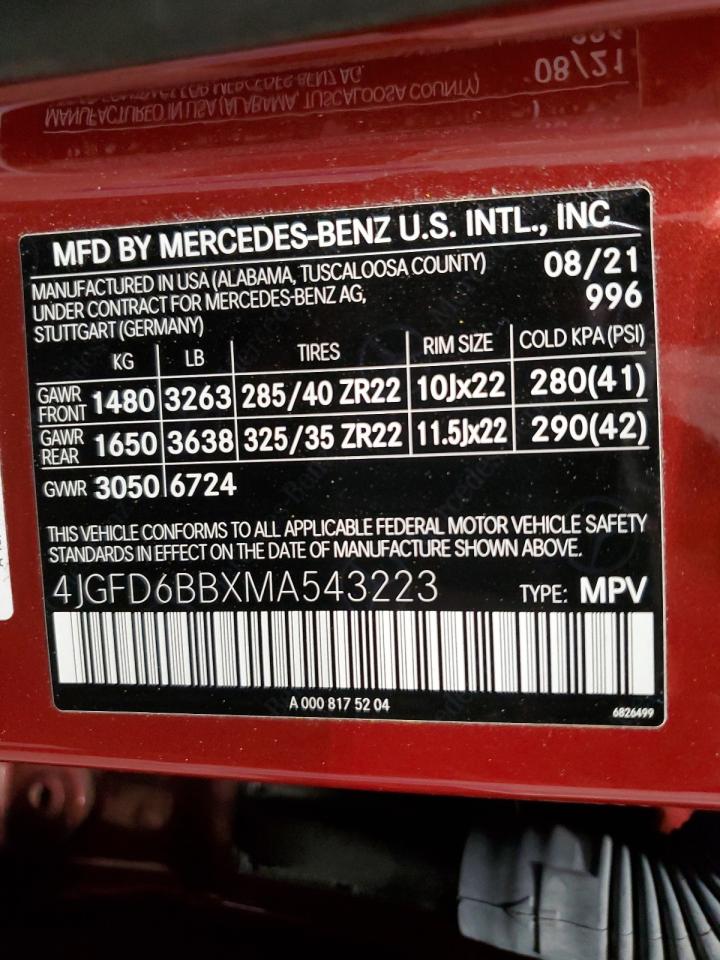 MFD BY MERCEDES-BENZ U.S. INTL., INC
MANUFACTURED IN USA (ALABAMA, TUSCALOOSA COUNTY) 08/21
UNDER CONTRACT FOR MERCEDES-BENZ AG, 996
STUTTGART (GERMANY)
KG LB TIRES RIM SIZE COLD KPA (PSI)
GAWR FRONT 1480 3263 285/40 ZR22 10Jx22 280(41)
GAWR REAR 1650 3638 325/35 ZR22 11.5Jx22 290(42)
GVWR 3050 6724
THIS VEHICLE CONFORMS TO ALL APPLICABLE FEDERAL MOTOR VEHICLE SAFETY
STANDARDS IN EFFECT ON THE DATE OF MANUFACTURE SHOWN ABOVE.
4JGFD6BBXMA543223 TYPE: MPV
A 000 817 52 04 6826499